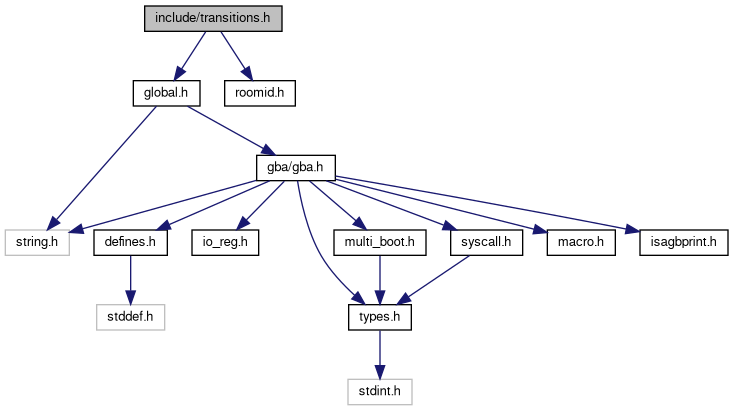 include/transitions.h
global.h
roomid.h
gba/gba.h
string.h
defines.h
io_reg.h
multi_boot.h
syscall.h
macro.h
isagbprint.h
stddef.h
types.h
stdint.h